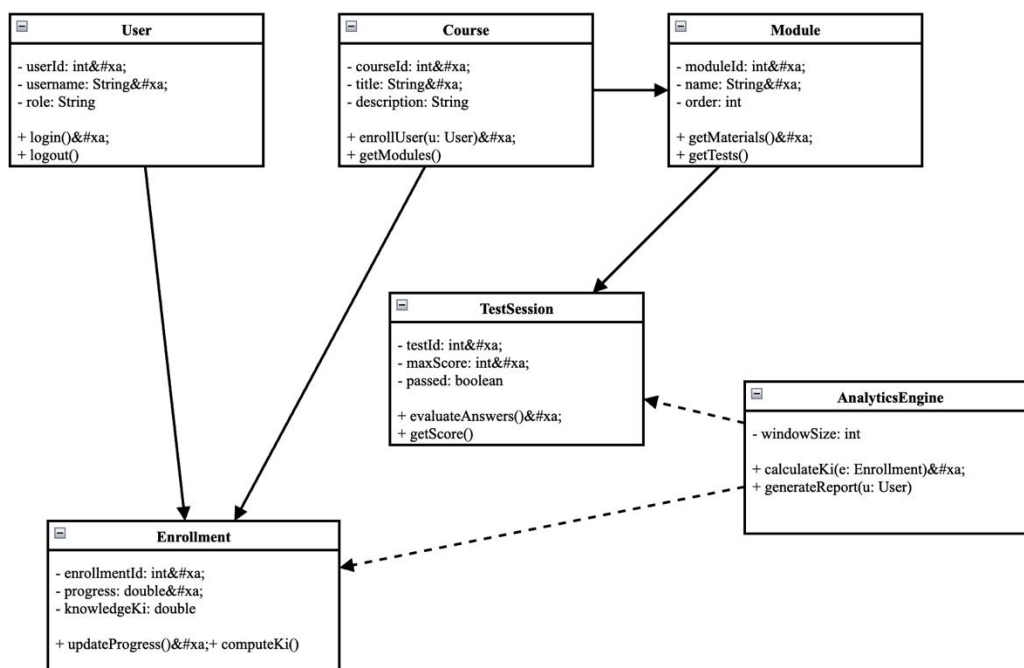 User
- userId: int&#xa;
- username: String&#xa;
- role: String
+ login()&#xa;
+ logout()
Course
- courseId: int&#xa;
- title: String&#xa;
- description: String
+ enrollUser(u: User)&#xa;
+ getModules()
Module
- moduleId: int&#xa;
- name: String&#xa;
- order: int
+ getMaterials()&#xa;
+ getTests()
TestSession
- testId: int&#xa;
- maxScore: int&#xa;
- passed: boolean
+ evaluateAnswers()&#xa;
+ getScore()
AnalyticsEngine
- windowSize: int
+ calculateKi(e: Enrollment)&#xa;
+ generateReport(u: User)
Enrollment
- enrollmentId: int&#xa;
- progress: double&#xa;
- knowledgeKi: double
+ updateProgress()&#xa;+ computeKi()